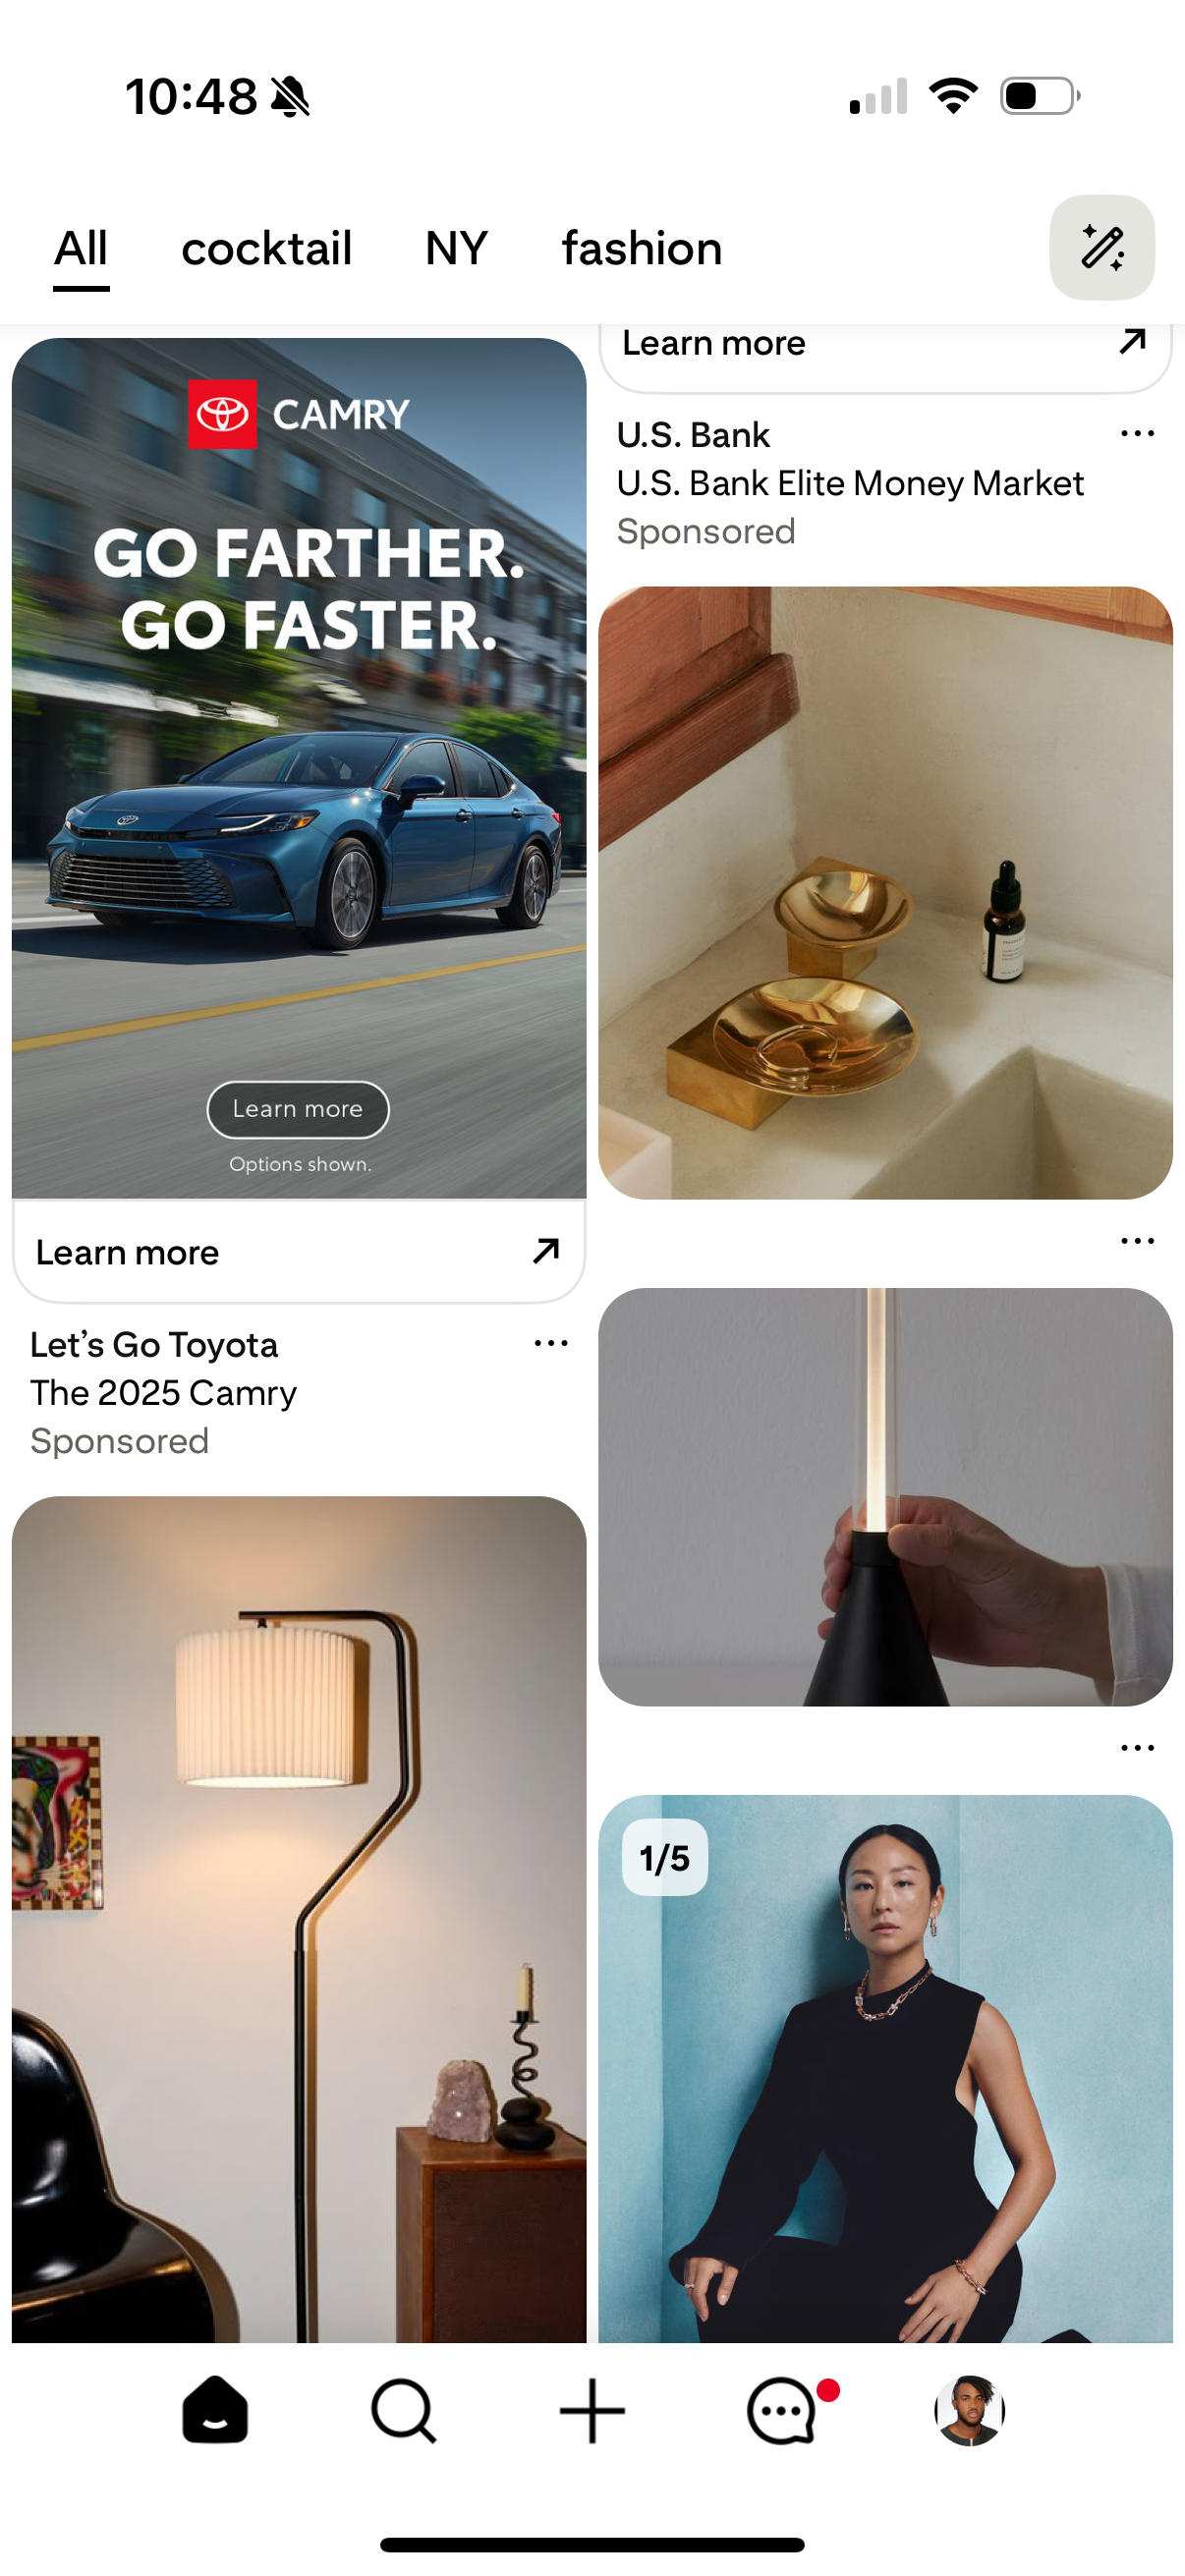 10:48
All cocktail NY fashion
CAMRY
GO FARTHER.
GO FASTER.
Learn more
Options shown.
Learn more
Let’s Go Toyota
The 2025 Camry
Sponsored
Learn more
U.S. Bank
U.S. Bank Elite Money Market
Sponsored
1/5